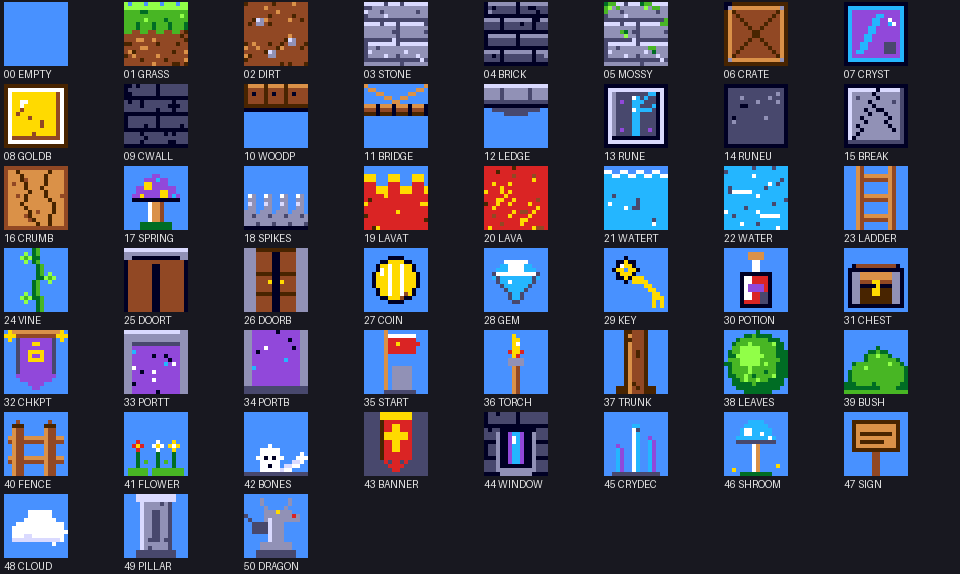 00 EMPTY 01 GRASS 02 DIRT 03 STONE 04 BRICK 05 MOSSY 06 CRATE 07 CRYST
08 GOLDB 09 CWALL 10 WOODP 11 BRIDGE 12 LEDGE 13 RUNE 14 RUNEU 15 BREAK
16 CRUMB 17 SPRING 18 SPIKES 19 LAVAT 20 LAVA 21 WATERT 22 WATER 23 LADDER
24 VINE 25 DOORT 26 DOORB 27 COIN 28 GEM 29 KEY 30 POTION 31 CHEST
32 CHKPT 33 PORTT 34 PORTB 35 START 36 TORCH 37 TRUNK 38 LEAVES 39 BUSH
40 FENCE 41 FLOWER 42 BONES 43 BANNER 44 WINDOW 45 CRYDEC 46 SHROOM 47 SIGN
48 CLOUD 49 PILLAR 50 DRAGON